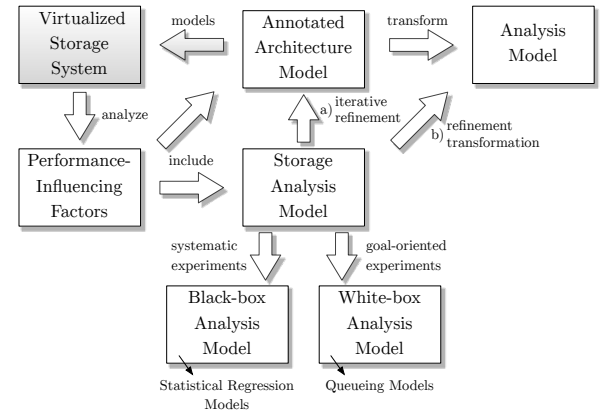 Virtualized
Storage
System
models
Annotated
Architecture
Model
transform
Analysis
Model
analyze
a) iterative
refinement
b) refinement
transformation
Performance-
Influencing
Factors
include
Storage
Analysis
Model
systematic
experiments
goal-oriented
experiments
Black-box
Analysis
Model
White-box
Analysis
Model
Statistical Regression
Models
Queueing Models